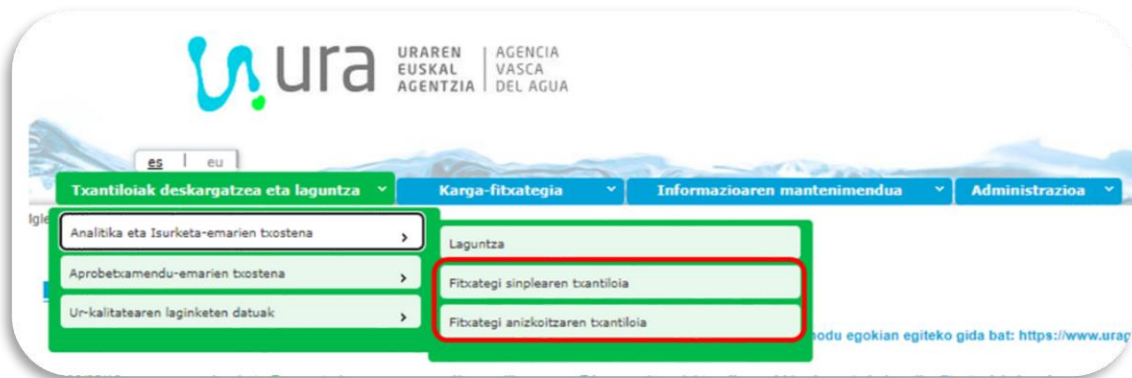 ura
URAREN EUSKAL AGENTZIA
AGENCIA VASCA DEL AGUA
es | eu
Txantiloiak deskargatzea eta laguntza
Karga-fitxategia
Informazioaren mantenimendua
Administrazioa
Analitika eta Isurketa-emarien txostena
Laguntza
Aprobetxamendu-emarien txostena
Fitxategi sinplearen txantiloia
Ur-kalitatearen laginketen datuak
Fitxategi anizkoitzaren txantiloia
modu egokian egiteko gida bat: https://www.urag